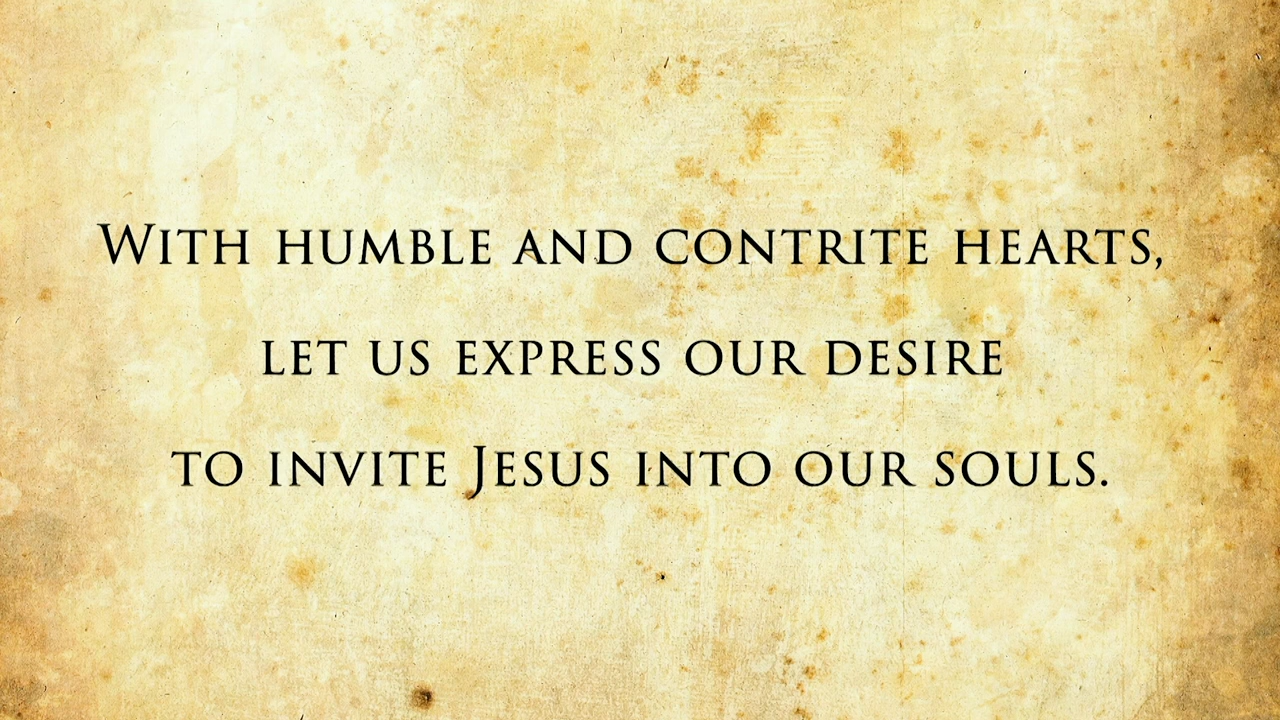 With humble and contrite hearts,
let us express our desire
to invite Jesus into our souls.